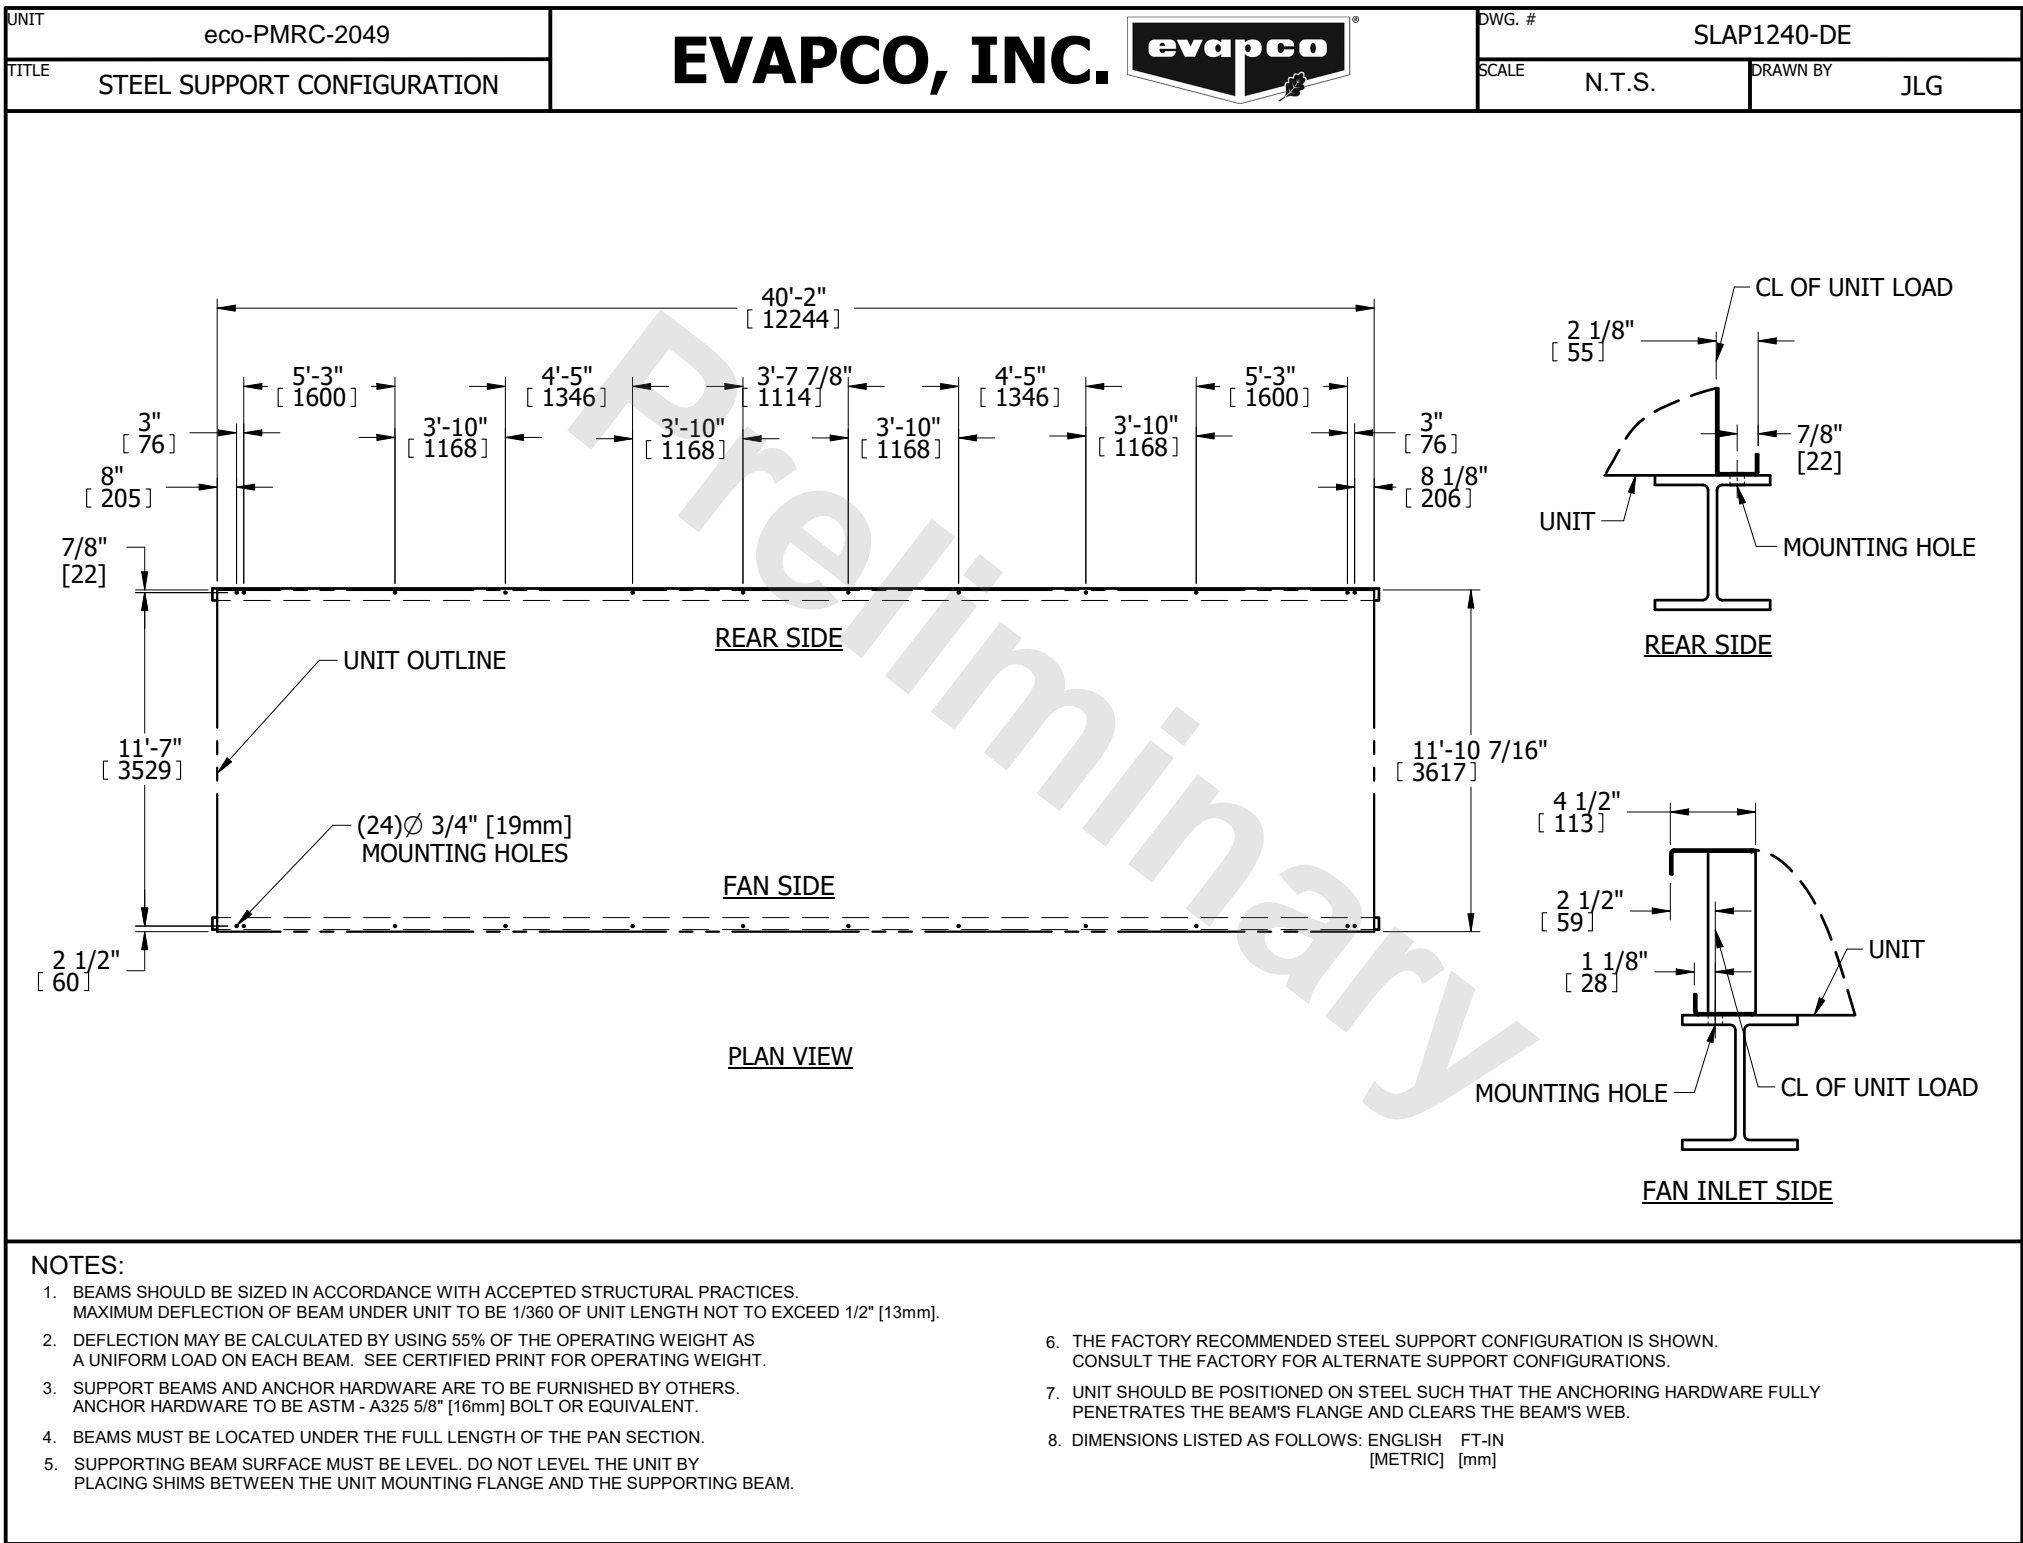 UNIT
eco-PMRC-2049
TITLE
STEEL SUPPORT CONFIGURATION
EVAPCO, INC.
evapco
®
DWG. #
SLAP1240-DE
SCALE
N.T.S.
DRAWN BY
JLG
40'-2"
[ 12244 ]
5'-3"
[ 1600 ]
4'-5"
[ 1346 ]
3'-7 7/8"
[ 1114 ]
4'-5"
[ 1346 ]
5'-3"
[ 1600 ]
3"
[ 76 ]
3'-10"
[ 1168 ]
3'-10"
[ 1168 ]
3'-10"
[ 1168 ]
3'-10"
[ 1168 ]
3"
[ 76 ]
8"
[ 205 ]
8 1/8"
[ 206 ]
7/8"
[22]
REAR SIDE
UNIT OUTLINE
11'-7"
[ 3529 ]
11'-10 7/16"
[ 3617 ]
(24)Ø 3/4" [19mm]
MOUNTING HOLES
FAN SIDE
2 1/2"
[ 60 ]
PLAN VIEW
Preliminary
CL OF UNIT LOAD
2 1/8"
[ 55 ]
7/8"
[22]
UNIT
MOUNTING HOLE
REAR SIDE
4 1/2"
[ 113 ]
2 1/2"
[ 59 ]
1 1/8"
[ 28 ]
UNIT
MOUNTING HOLE
CL OF UNIT LOAD
FAN INLET SIDE
NOTES:
1. BEAMS SHOULD BE SIZED IN ACCORDANCE WITH ACCEPTED STRUCTURAL PRACTICES.
MAXIMUM DEFLECTION OF BEAM UNDER UNIT TO BE 1/360 OF UNIT LENGTH NOT TO EXCEED 1/2" [13mm].
2. DEFLECTION MAY BE CALCULATED BY USING 55% OF THE OPERATING WEIGHT AS
A UNIFORM LOAD ON EACH BEAM. SEE CERTIFIED PRINT FOR OPERATING WEIGHT.
3. SUPPORT BEAMS AND ANCHOR HARDWARE ARE TO BE FURNISHED BY OTHERS.
ANCHOR HARDWARE TO BE ASTM - A325 5/8" [16mm] BOLT OR EQUIVALENT.
4. BEAMS MUST BE LOCATED UNDER THE FULL LENGTH OF THE PAN SECTION.
5. SUPPORTING BEAM SURFACE MUST BE LEVEL. DO NOT LEVEL THE UNIT BY
PLACING SHIMS BETWEEN THE UNIT MOUNTING FLANGE AND THE SUPPORTING BEAM.
6. THE FACTORY RECOMMENDED STEEL SUPPORT CONFIGURATION IS SHOWN.
CONSULT THE FACTORY FOR ALTERNATE SUPPORT CONFIGURATIONS.
7. UNIT SHOULD BE POSITIONED ON STEEL SUCH THAT THE ANCHORING HARDWARE FULLY
PENETRATES THE BEAM'S FLANGE AND CLEARS THE BEAM'S WEB.
8. DIMENSIONS LISTED AS FOLLOWS: ENGLISH FT-IN
[METRIC] [mm]